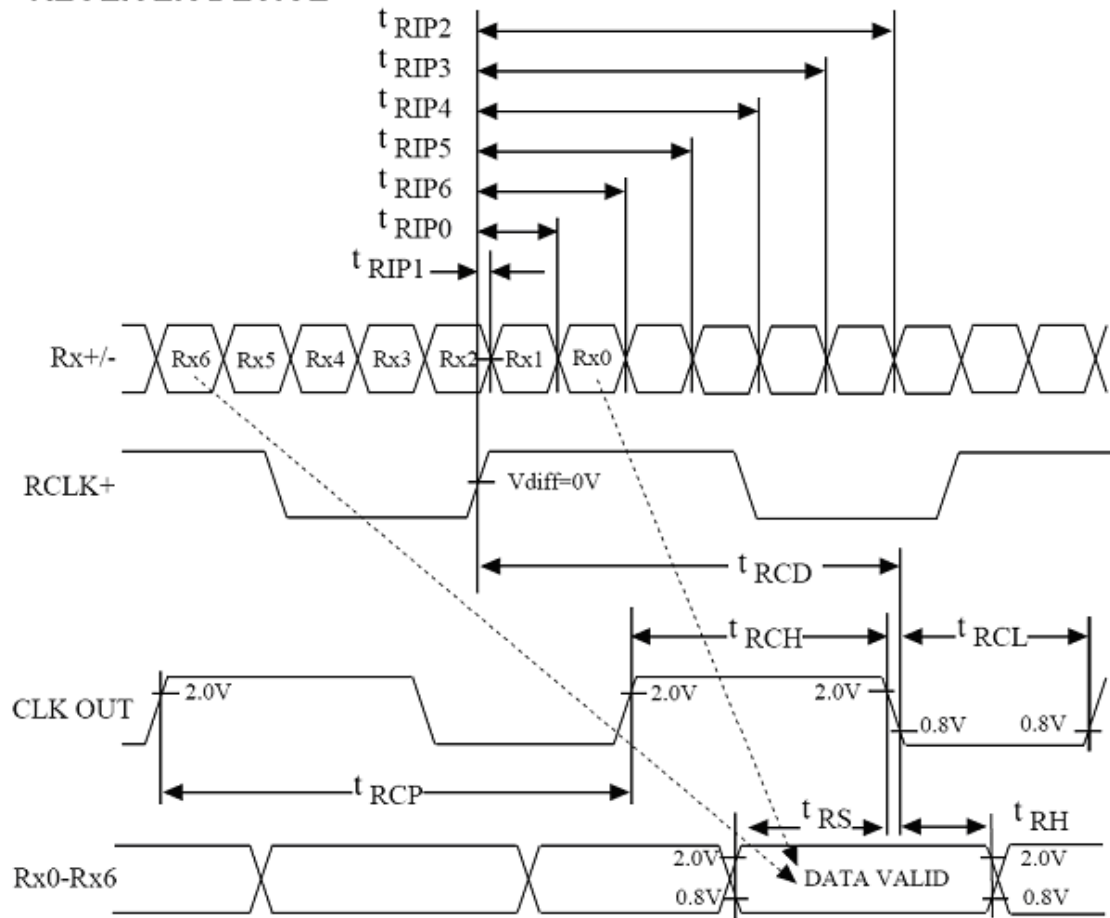 t RIP2
t RIP3
t RIP4
t RIP5
t RIP6
t RIP0
t RIP1
Rx+/- Rx6 Rx5 Rx4 Rx3 Rx2 Rx1 Rx0
RCLK+ Vdiff=0V
t RCD
t RCH t RCL
CLK OUT 2.0V 2.0V 2.0V 0.8V 0.8V
t RCP
t RS t RH
Rx0-Rx6 2.0V DATA VALID 2.0V
0.8V 0.8V